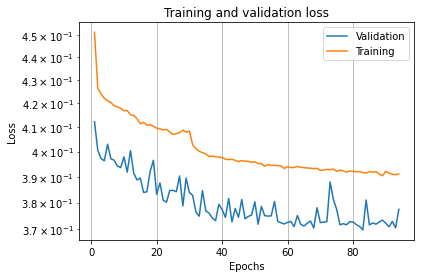 Training and validation loss
Validation
Training
Loss
4.5 × 10⁻¹
4.4 × 10⁻¹
4.3 × 10⁻¹
4.2 × 10⁻¹
4.1 × 10⁻¹
4 × 10⁻¹
3.9 × 10⁻¹
3.8 × 10⁻¹
3.7 × 10⁻¹
0 20 40 60 80
Epochs